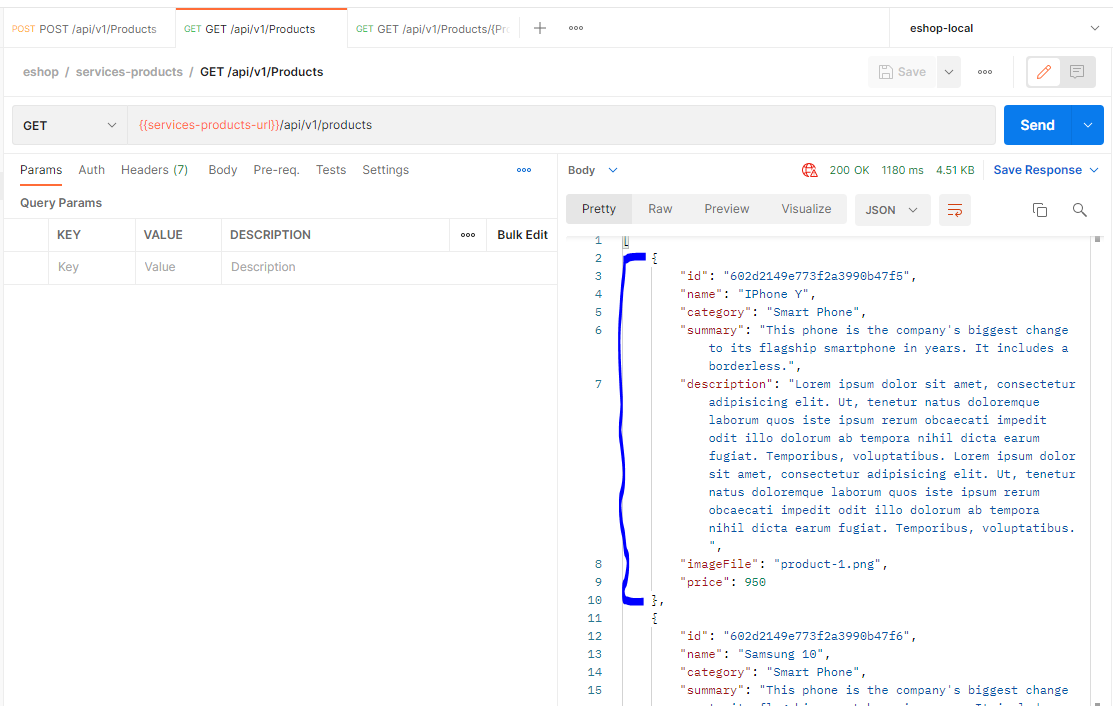 POST POST /api/v1/Products GET GET /api/v1/Products GET GET /api/v1/Products/{Pro eshop-local
eshop / services-products / GET /api/v1/Products Save
GET {{services-products-url}}/api/v1/products Send
Params Auth Headers (7) Body Pre-req. Tests Settings
Query Params
KEY VALUE DESCRIPTION Bulk Edit
Key Value Description
Body 200 OK 1180 ms 4.51 KB Save Response
Pretty Raw Preview Visualize JSON
1 [
2 {
3 "id": "602d2149e773f2a3990b47f5",
4 "name": "IPhone Y",
5 "category": "Smart Phone",
6 "summary": "This phone is the company's biggest change
to its flagship smartphone in years. It includes a
borderless.",
7 "description": "Lorem ipsum dolor sit amet, consectetur
adipisicing elit. Ut, tenetur natus doloremque
laborum quos iste ipsum rerum obcaecati impedit
odit illo dolorum ab tempora nihil dicta earum
fugiat. Temporibus, voluptatibus. Lorem ipsum dolor
sit amet, consectetur adipisicing elit. Ut, tenetur
natus doloremque laborum quos iste ipsum rerum
obcaecati impedit odit illo dolorum ab tempora
nihil dicta earum fugiat. Temporibus, voluptatibus.
",
8 "imageFile": "product-1.png",
9 "price": 950
10 },
11 {
12 "id": "602d2149e773f2a3990b47f6",
13 "name": "Samsung 10",
14 "category": "Smart Phone",
15 "summary": "This phone is the company's biggest change